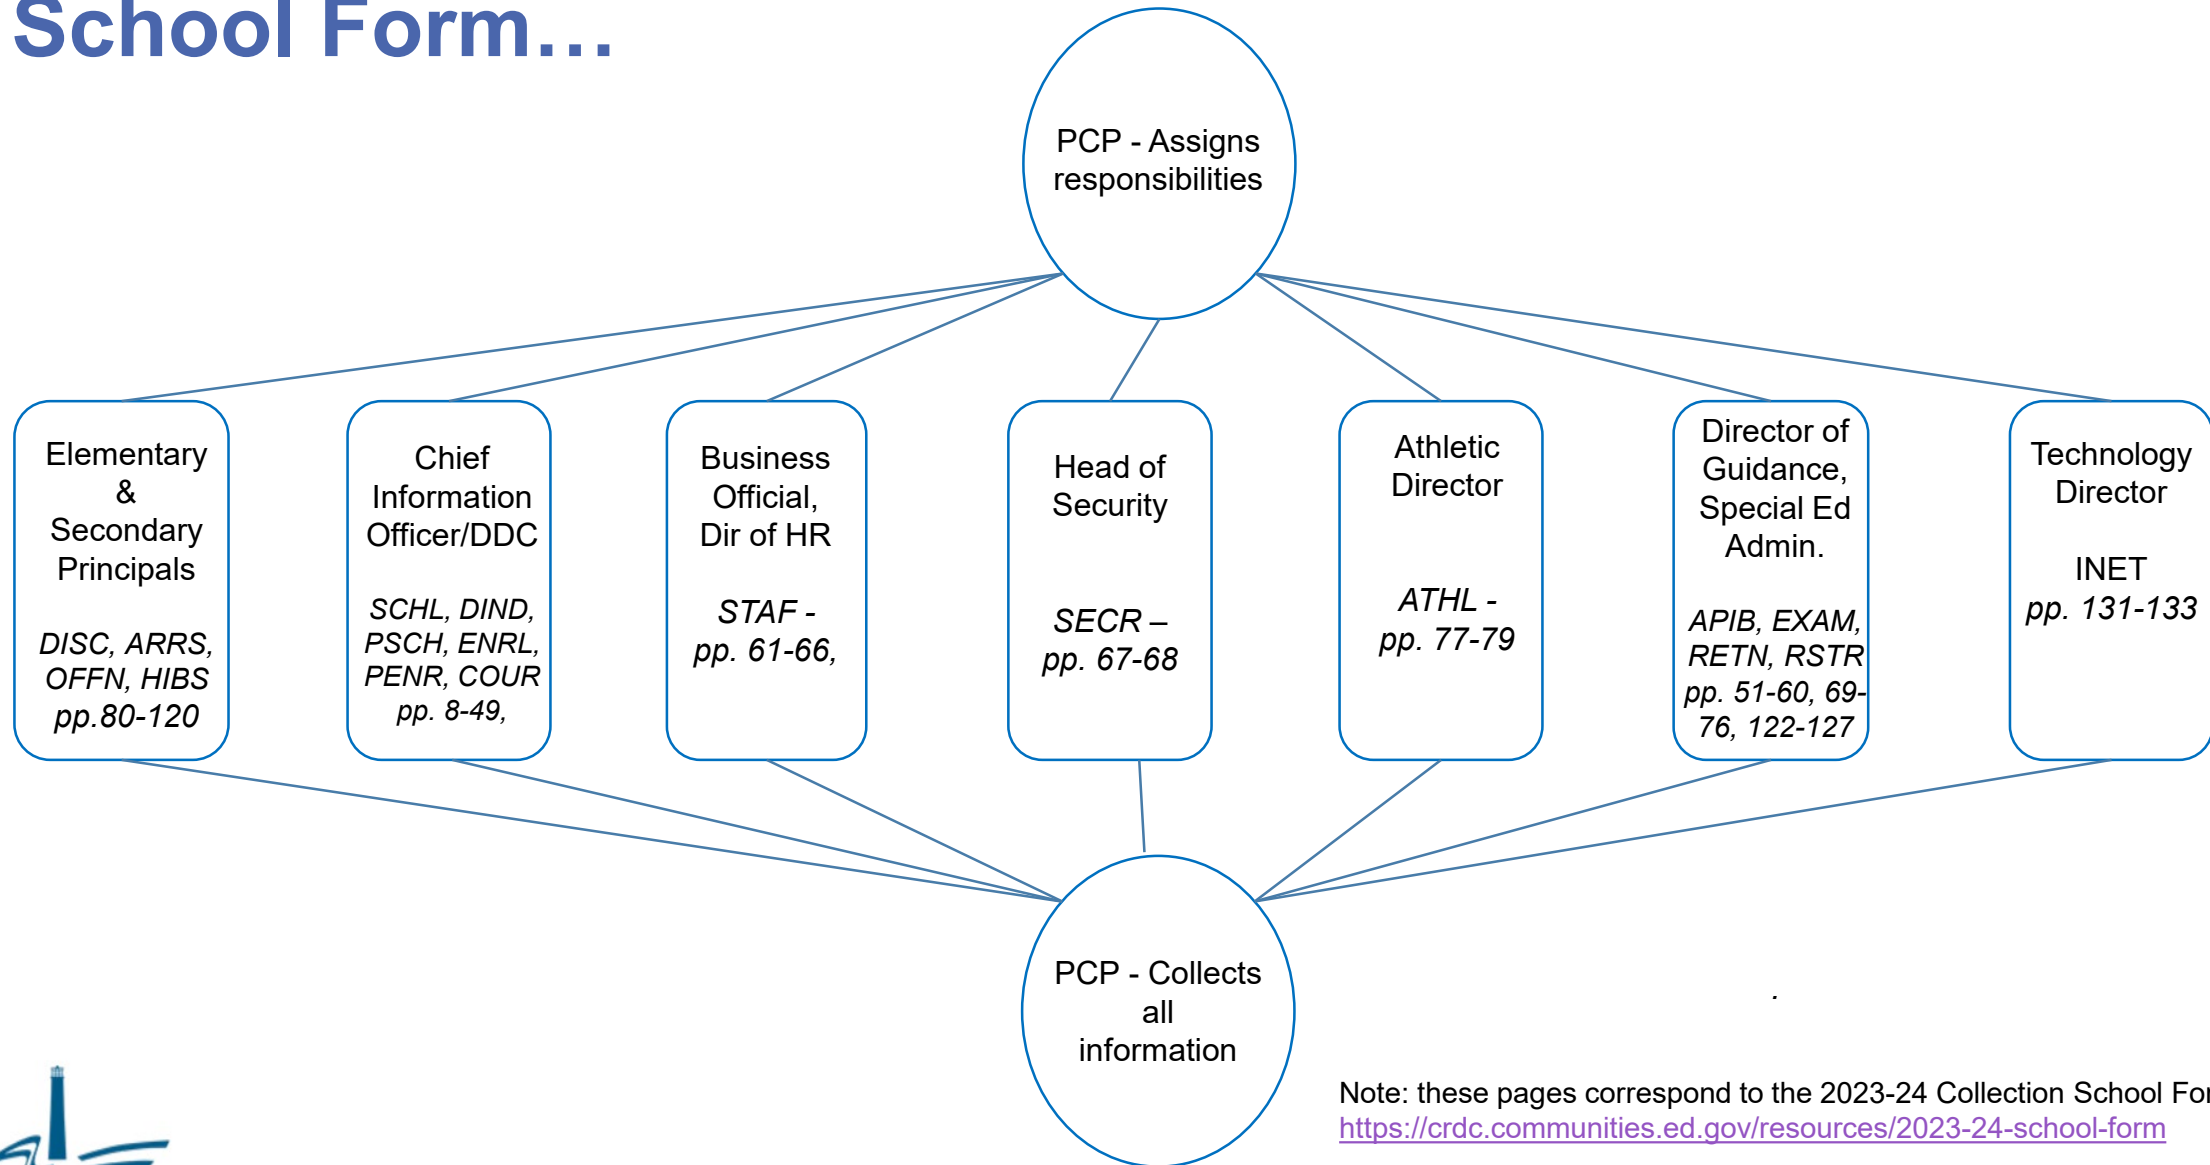 School Form…
PCP - Assigns
responsibilities
Elementary
&
Secondary
Principals
DISC, ARRS,
OFFN, HIBS
pp.80-120
Chief
Information
Officer/DDC
SCHL, DIND,
PSCH, ENRL,
PENR, COUR
pp. 8-49,
Business
Official,
Dir of HR
STAF -
pp. 61-66,
Head of
Security
SECR –
pp. 67-68
Athletic
Director
ATHL -
pp. 77-79
Director of
Guidance,
Special Ed
Admin.
APIB, EXAM,
RETN, RSTR
pp. 51-60, 69-
76, 122-127
Technology
Director
INET
pp. 131-133
PCP - Collects
all
information
.
Note: these pages correspond to the 2023-24 Collection School For
https://crdc.communities.ed.gov/resources/2023-24-school-form